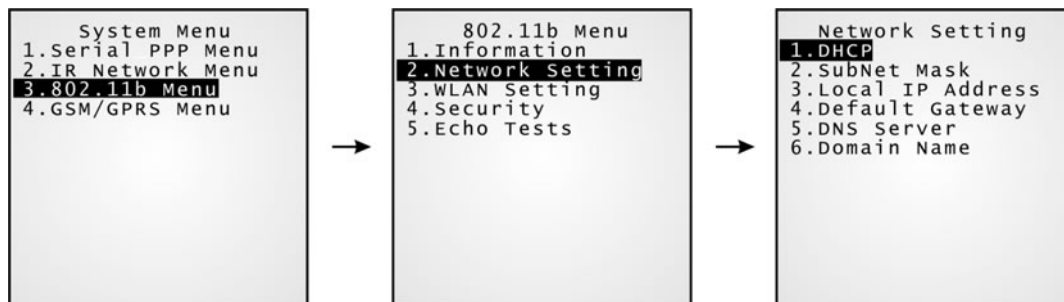 System Menu
1.Serial PPP Menu
2.IR Network Menu
3.802.11b Menu
4.GSM/GPRS Menu
802.11b Menu
1.Information
2.Network Setting
3.WLAN Setting
4.Security
5.Echo Tests
Network Setting
1.DHCP
2.SubNet Mask
3.Local IP Address
4.Default Gateway
5.DNS Server
6.Domain Name